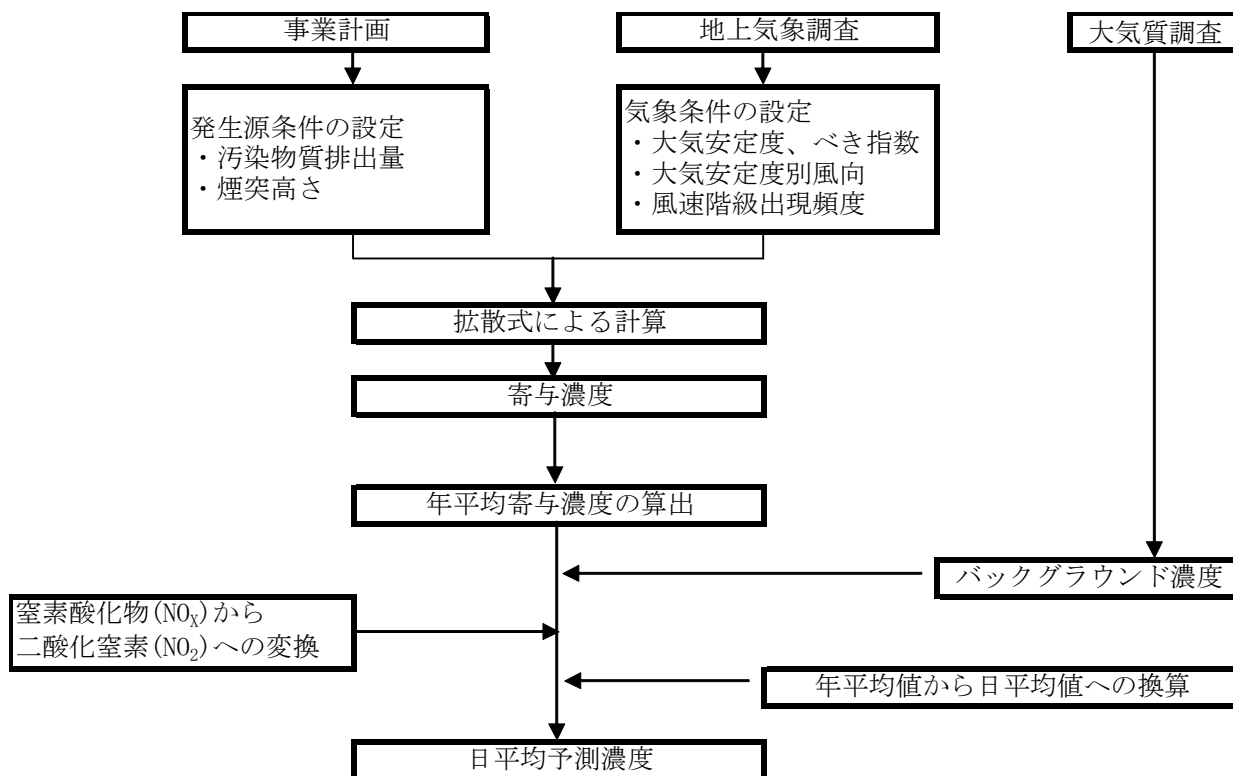 事業計画
地上気象調査
大気質調査
発生源条件の設定
・汚染物質排出量
・煙突高さ
気象条件の設定
・大気安定度、べき指数
・大気安定度別風向
・風速階級出現頻度
拡散式による計算
寄与濃度
年平均寄与濃度の算出
バックグラウンド濃度
窒素酸化物(NOX)から
二酸化窒素(NO2)への変換
年平均値から日平均値への換算
日平均予測濃度